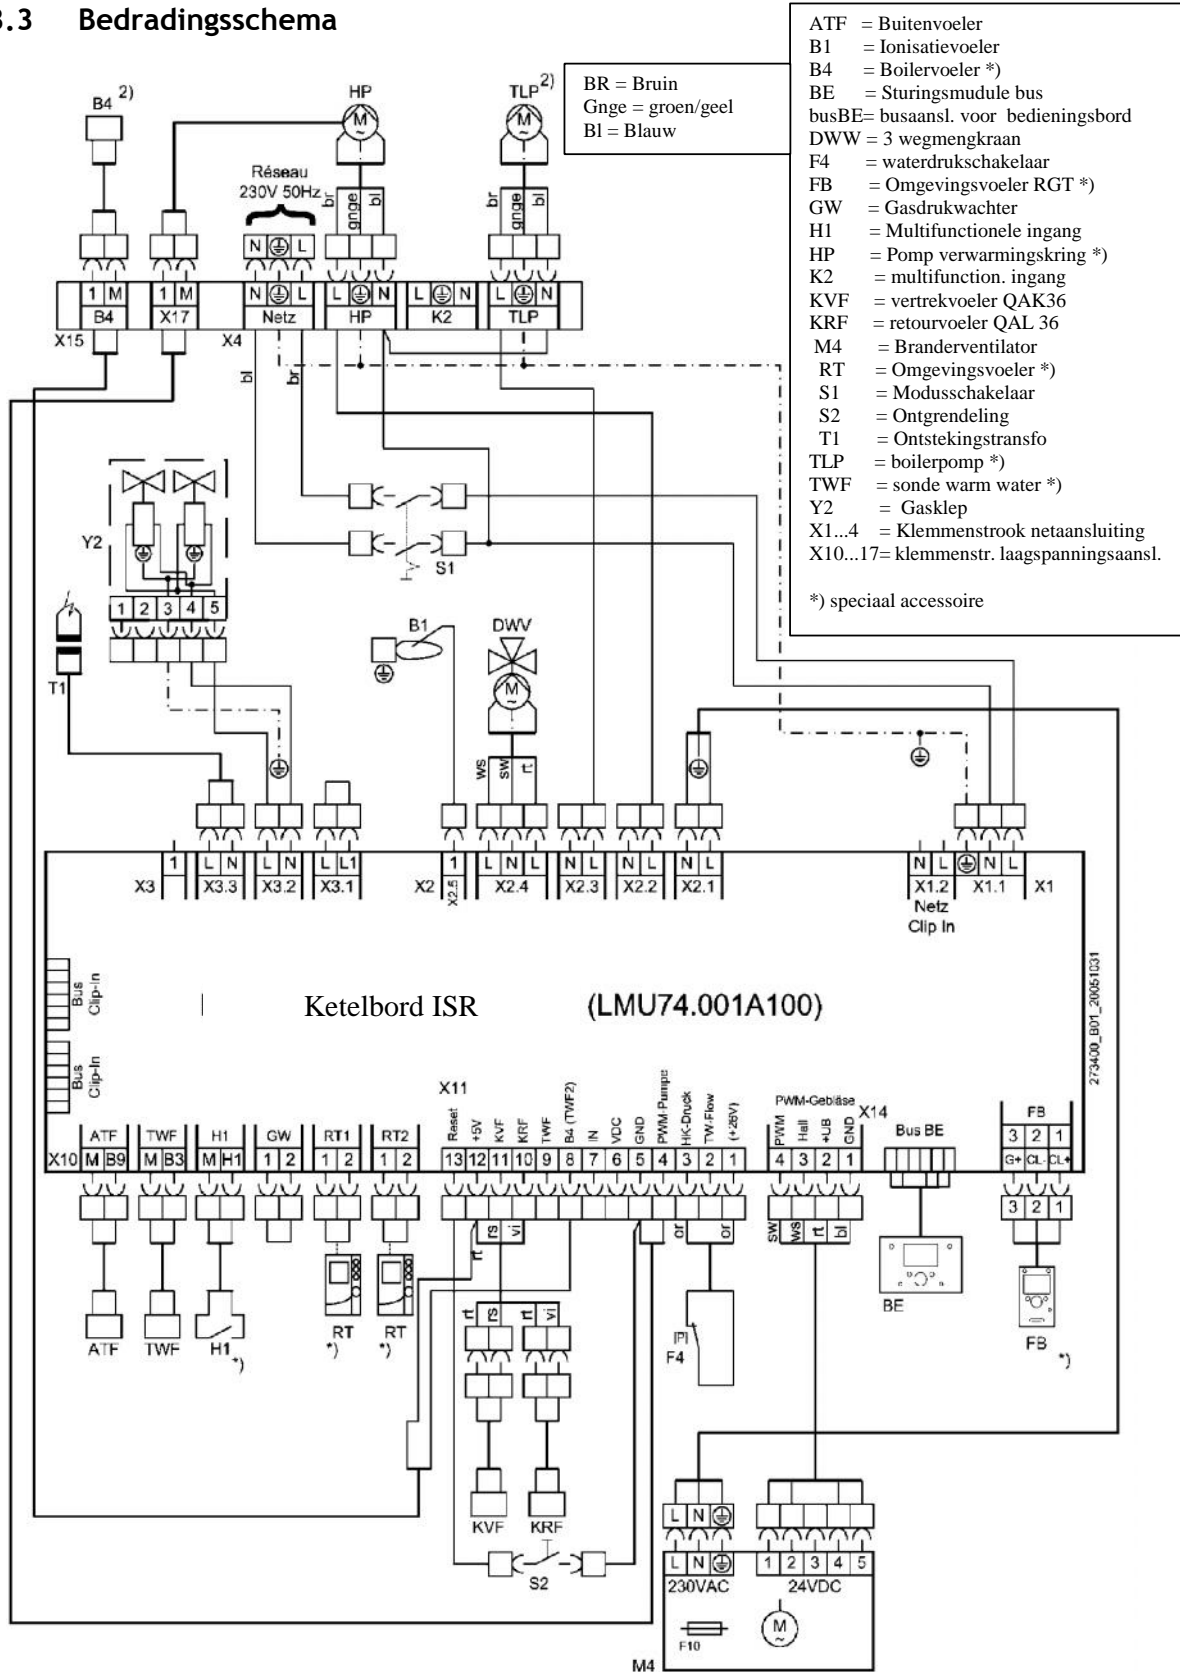 3.3 Bedradingsschema
ATF = Buitenvoeler
B1 = Ionisatievoeler
B4 = Boilervoeler *)
BE = Sturingsmudule bus
busBE= busaansl. voor bedieningsbord
DWW = 3 wegmengkraan
F4 = waterdrukschakelaar
FB = Omgevingsvoeler RGT *)
GW = Gasdrukwachter
H1 = Multifunctionele ingang
HP = Pomp verwarmingskring *)
K2 = multifunction. ingang
KVF = vertrekvoeler QAK36
KRF = retourvoeler QAL 36
M4 = Branderventilator
RT = Omgevingsvoeler *)
S1 = Modusschakelaar
S2 = Ontgrendeling
T1 = Ontstekingstransfo
TLP = boilerpomp *)
TWF = sonde warm water *)
Y2 = Gasklep
X1...4 = Klemmenstrook netaansluiting
X10...17= klemmenstr. laagspanningsaansl.
*) speciaal accessoire
BR = Bruin
Gnge = groen/geel
Bl = Blauw
B4 2) HP TLP 2)
M ~ M ~
Réseau
230V 50Hz
br gnge bl br bl
N L
1 M 1 M N L L N L N L N
B4 X17 Netz HP K2 TLP
X15 X4
bl br
Y2 S1
1 2 3 4 5
T1 B1 DWV
M ~
ws sw rt
1 L N L N L L1 1 L N L N L N L N L N L N L
X3 X3.3 X3.2 X3.1 X2 X2.5 X2.4 X2.3 X2.2 X2.1 X1.2 X1.1 X1
Netz
Clip In
Bus
Clip-In
Bus
Clip-In
Ketelbord ISR (LMU74.001A100)
273400_B01_20051031
X11 Reset +5V KVF KRF TWF B4 (TWF2) IN VDC GND PWM-Pumpe HK-Druck TW-Flow (+26V)
PWM-Gebläse X14
PWM Hall +UB GND
Bus BE FB
ATF TWF H1 GW RT1 RT2
X10 M B9 M B3 M H1 1 2 1 2 1 2 13 12 11 10 9 8 7 6 5 4 3 2 1 4 3 2 1
3 2 1
G+ CL- CL+
3 2 1
rt rs vi or or sw ws rt bl
ATF TWF H1 *) RT *) RT *)
rt rs rt vi
|P| F4
BE FB *)
KVF KRF
S2
L N
L N 1 2 3 4 5
230VAC 24VDC
F10 M ~
M4